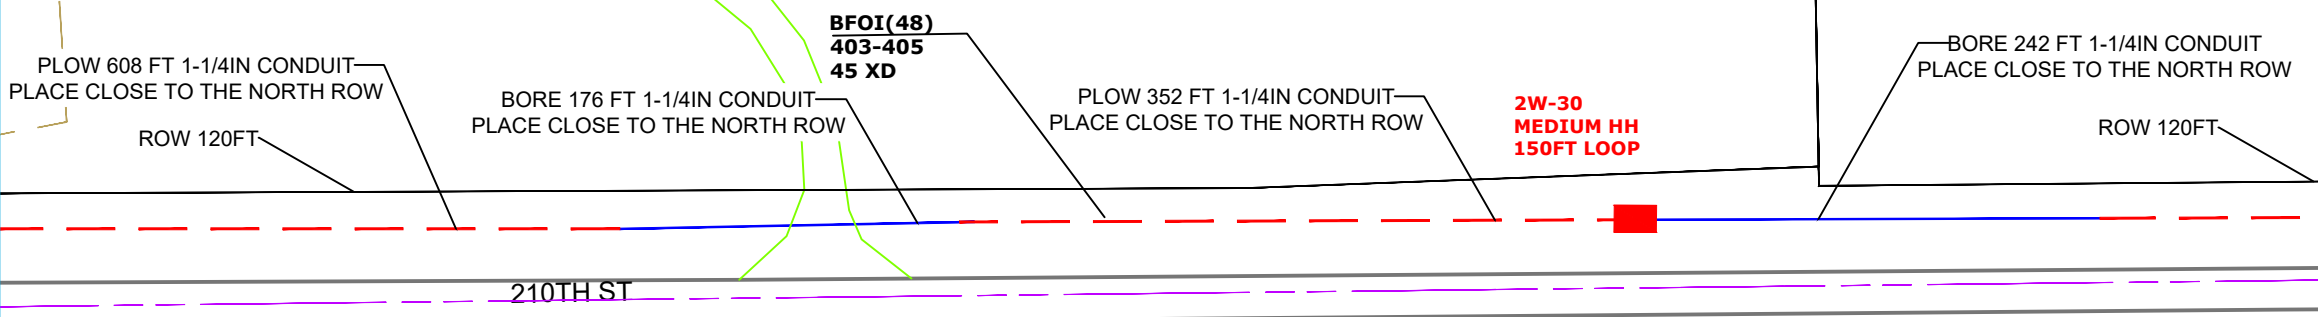 PLOW 608 FT 1-1/4IN CONDUIT
PLACE CLOSE TO THE NORTH ROW
ROW 120FT
BORE 176 FT 1-1/4IN CONDUIT
PLACE CLOSE TO THE NORTH ROW
BFOI(48)
403-405
45 XD
PLOW 352 FT 1-1/4IN CONDUIT
PLACE CLOSE TO THE NORTH ROW
2W-30
MEDIUM HH
150FT LOOP
BORE 242 FT 1-1/4IN CONDUIT
PLACE CLOSE TO THE NORTH ROW
ROW 120FT
210TH ST